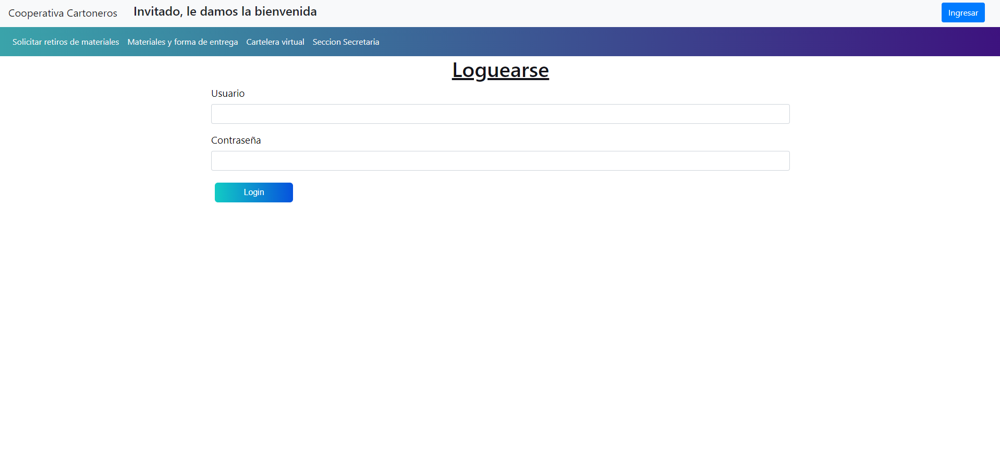 Cooperativa Cartoneros Invitado, le damos la bienvenida Ingresar
Solicitar retiros de materiales Materiales y forma de entrega Cartelera virtual Seccion Secretaria
Loguearse
Usuario
Contraseña
Login